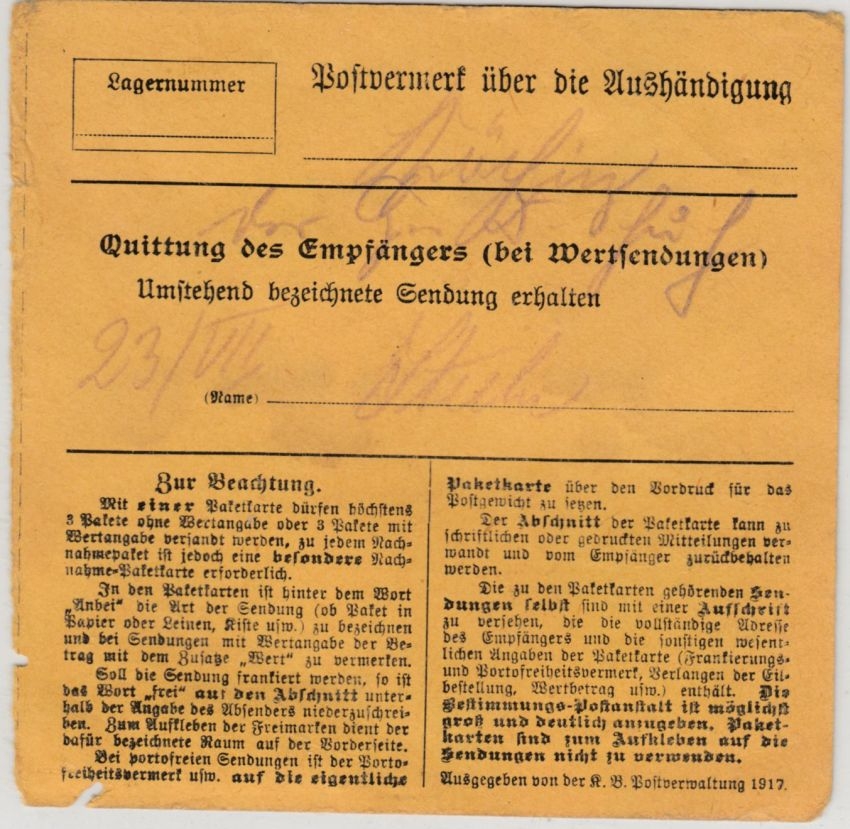 Lagernummer
Postvermerk über die Aushändigung
Quittung des Empfängers (bei Wertsendungen)
Umstehend bezeichnete Sendung erhalten
23/VIII
(Name)
Zur Beachtung.
Mit einer Paketkarte dürfen höchstens
3 Pakete ohne Wertangabe oder 3 Pakete mit
Wertangabe versandt werden, zu jedem Nach-
nahmepaket ist jedoch eine besondere Nach-
nahme-Paketkarte erforderlich.
In den Paketkarten ist hinter dem Wort
„Anbei“ die Art der Sendung (ob Paket in
Papier oder Leinen, Kiste usw.) zu bezeichnen
und bei Sendungen mit Wertangabe der Be-
trag mit dem Zusatze „Wert“ zu vermerken.
Soll die Sendung frankiert werden, so ist
das Wort „frei“ auf den Abschnitt unter-
halb der Angabe des Absenders niederzuschrei-
ben. Zum Aufkleben der Freimarken dient der
dafür bezeichnete Raum auf der Vorderseite.
Bei portofreien Sendungen ist der Porto-
freiheitsvermerk usw. auf die eigentliche
Paketkarte über den Vordruck für das
Postgewicht zu setzen.
Der Abschnitt der Paketkarte kann zu
schriftlichen oder gedruckten Mitteilungen ver-
wandt und vom Empfänger zurückbehalten
werden.
Die zu den Paketkarten gehörenden Sen-
dungen selbst sind mit einer Aufschrift
zu versehen, die die vollständige Adresse
des Empfängers und die sonstigen wesent-
lichen Angaben der Paketkarte (Frankierungs-
und Portofreiheitsvermerk, Verlangen der Eil-
bestellung, Wertbetrag usw.) enthält. Die
Bestimmungs-Postanstalt ist möglichst
groß und deutlich anzugeben. Paket-
karten sind zum Aufkleben auf die
Sendungen nicht zu verwenden.
Ausgegeben von der K. B. Postverwaltung 1917.